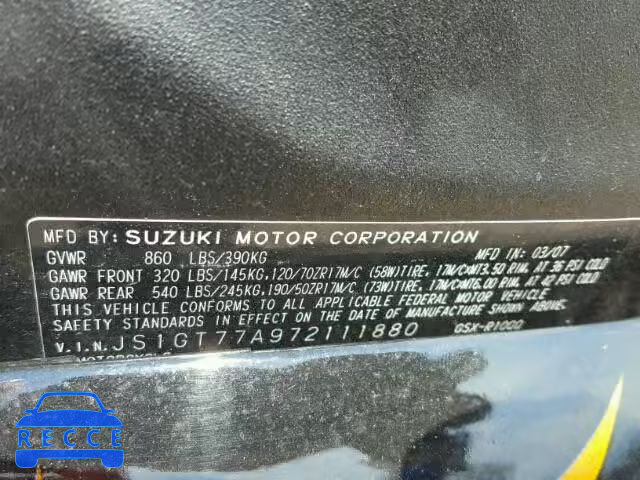 MFD BY: SUZUKI MOTOR CORPORATION
GVWR 860 LBS/390KG MFD IN: 03/07
GAWR FRONT 320 LBS/145KG,120/70ZR17M/C (58W)TIRE, 17M/CXMT3.50 RIM. AT 36 PSI COLD
GAWR REAR 540 LBS/245KG,190/50ZR17M/C (73W)TIRE, 17M/CXMT6.00 RIM. AT 42 PSI COLD
THIS VEHICLE CONFORMS TO ALL APPLICABLE FEDERAL MOTOR VEHICLE
SAFETY STANDARDS IN EFFECT ON THE DATE OF MANUFACTURE SHOWN ABOVE.
V.I.N. JS1GT77A972111880 GSX-R1000
RECCE